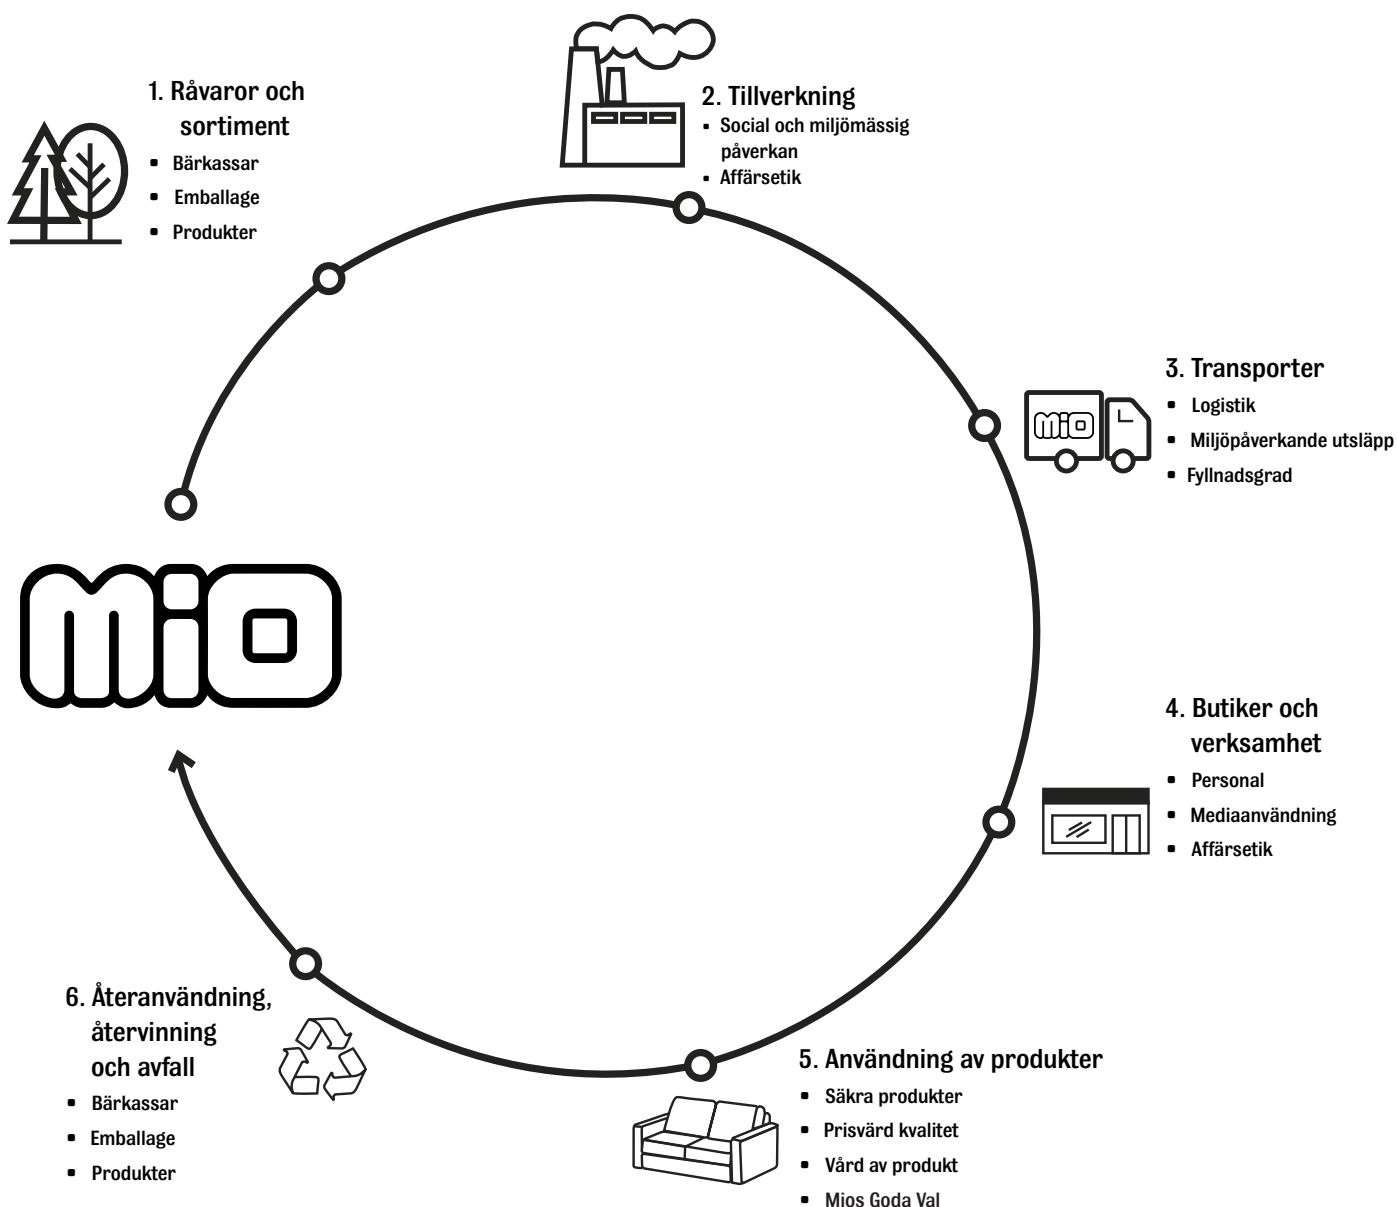 1. Råvaror och
sortiment
▪ Bärkassar
▪ Emballage
▪ Produkter
2. Tillverkning
▪ Social och miljömässig
påverkan
▪ Affärsetik
3. Transporter
▪ Logistik
▪ Miljöpåverkande utsläpp
▪ Fyllnadsgrad
mio
4. Butiker och
verksamhet
▪ Personal
▪ Mediaanvändning
▪ Affärsetik
5. Användning av produkter
▪ Säkra produkter
▪ Prisvärd kvalitet
▪ Vård av produkt
▪ Mios Goda Val
6. Återanvändning,
återvinning
och avfall
▪ Bärkassar
▪ Emballage
▪ Produkter
mio